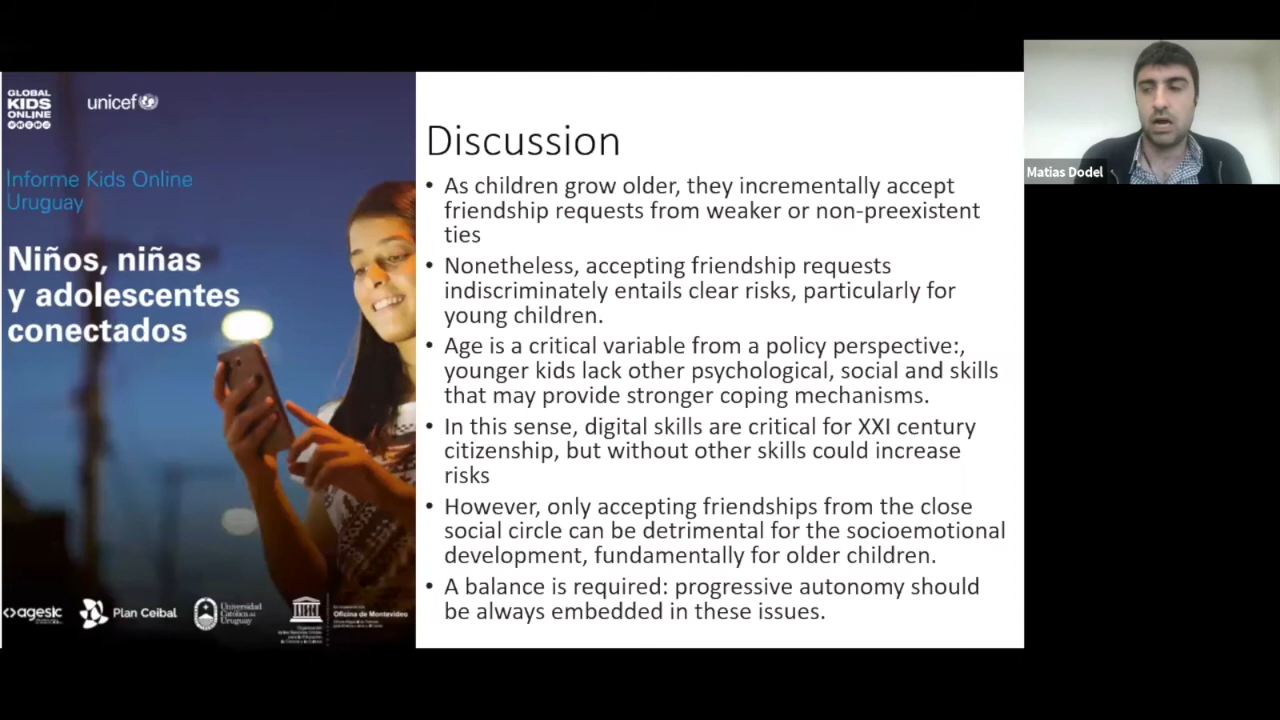 GLOBAL
KIDS
ONLINE
unicef
Informe Kids Online
Uruguay
Niños, niñas
y adolescentes
conectados
agesic
Plan Ceibal
Universidad
Católica del
Uruguay
Oficina de Montevideo
Discussion
• As children grow older, they incrementally accept
friendship requests from weaker or non-preexistent
ties
• Nonetheless, accepting friendship requests
indiscriminately entails clear risks, particularly for
young children.
• Age is a critical variable from a policy perspective:,
younger kids lack other psychological, social and skills
that may provide stronger coping mechanisms.
• In this sense, digital skills are critical for XXI century
citizenship, but without other skills could increase
risks
• However, only accepting friendships from the close
social circle can be detrimental for the socioemotional
development, fundamentally for older children.
• A balance is required: progressive autonomy should
be always embedded in these issues.
Matias Dodel